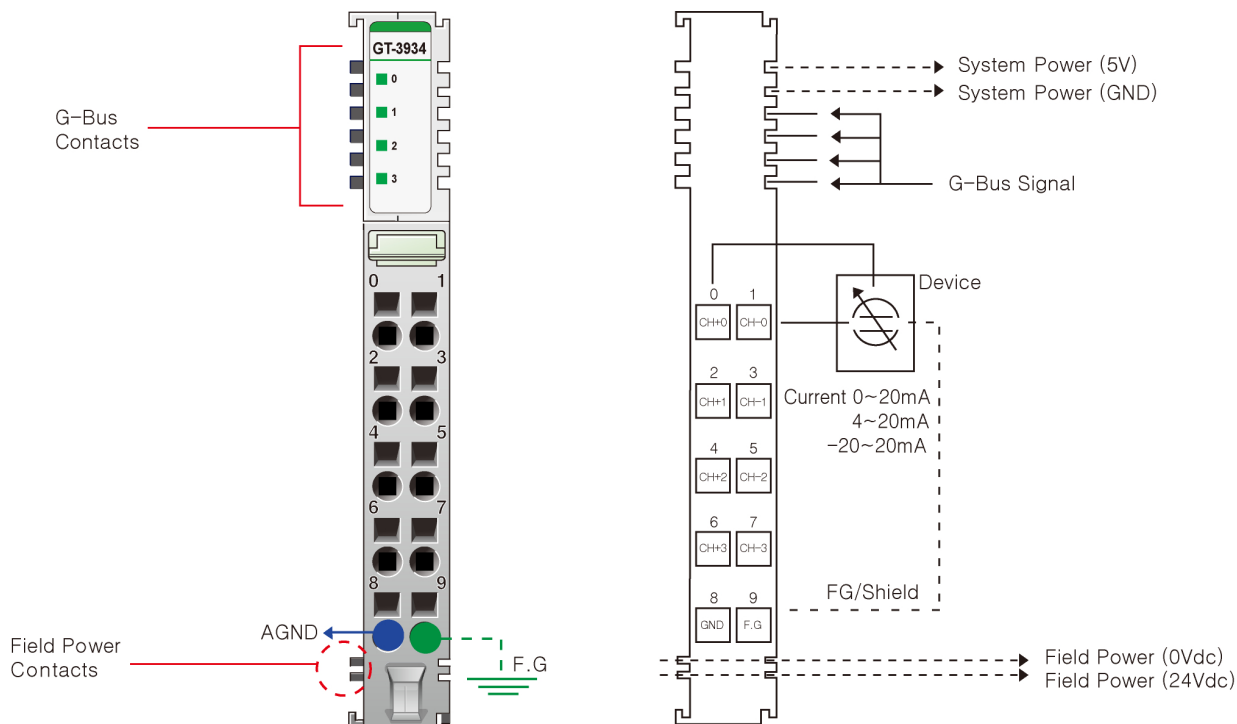 GT-3934
0
1
2
3
G-Bus
Contacts
0 1
2 3
4 5
6 7
8 9
AGND
F.G
Field Power
Contacts
System Power (5V)
System Power (GND)
G-Bus Signal
Device
0 1
CH+0 CH-0
2 3
CH+1 CH-1
Current 0~20mA
4~20mA
-20~20mA
4 5
CH+2 CH-2
6 7
CH+3 CH-3
8 9
GND F.G
FG/Shield
Field Power (0Vdc)
Field Power (24Vdc)